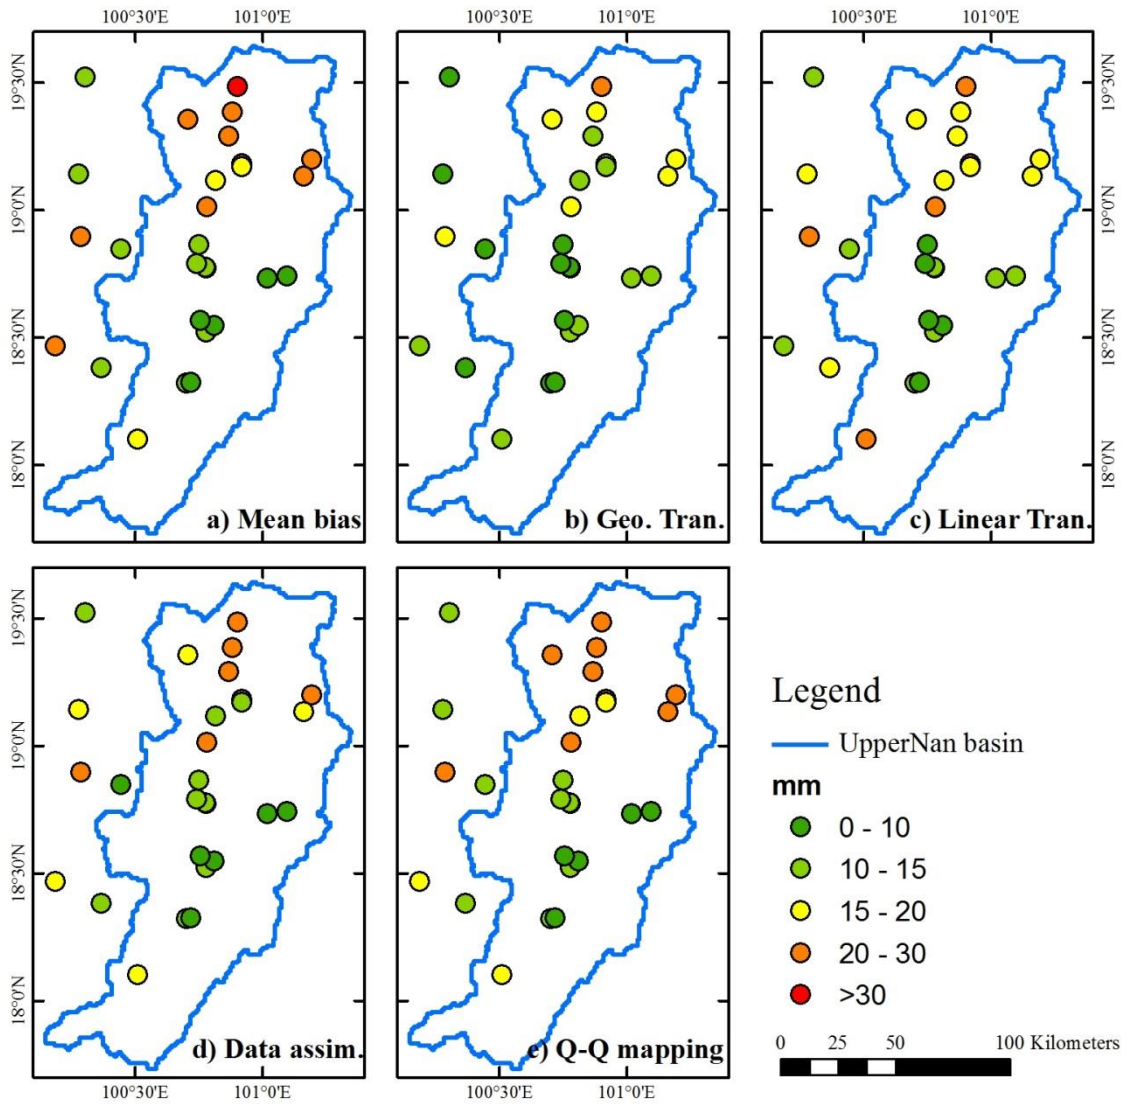 100°30'E 101°0'E 100°30'E 101°0'E
19°30'N 19°30'N
19°0'N 19°0'N
18°30'N 18°30'N
18°0'N 18°0'N
a) Mean bias b) Geo. Tran. c) Linear Tran.
100°30'E 101°0'E
19°30'N
19°0'N
18°30'N
18°0'N
d) Data assim. e) Q-Q mapping
100°30'E 101°0'E 100°30'E 101°0'E
Legend
UpperNan basin
mm
0 - 10
10 - 15
15 - 20
20 - 30
>30
0 25 50 100 Kilometers